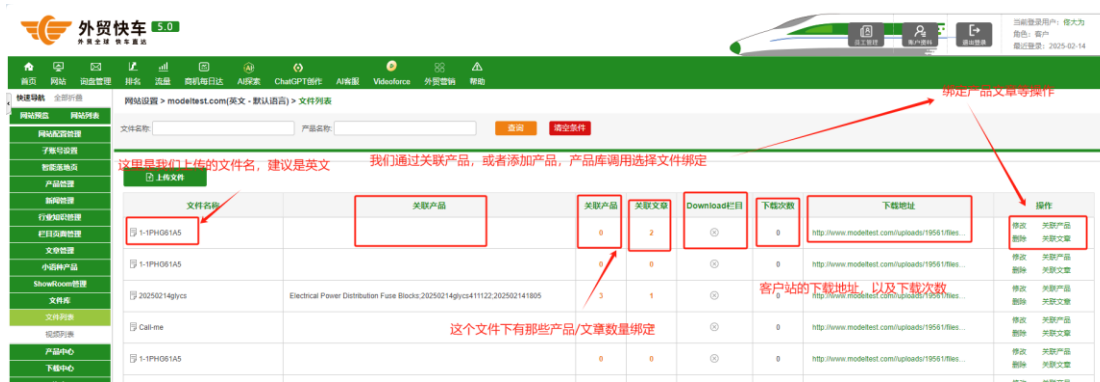 外贸快车 5.0
外贸全球 快车直达
员工管理
客户资料
退出登录
当前登录用户：佟大为
角色：客户
最近登录：2025-02-14
首页 网站 询盘管理 排名 流量 商机每日达 AI探索 ChatGPT创作 AI客服 Videoforce 外贸营销 帮助
快速导航 全部折叠
网站设置 > modeltest.com(英文 - 默认语言) > 文件列表
绑定产品文章等操作
网站预览 网站列表
文件名称:
产品名称:
查询
清空条件
网站配置管理
子账号设置
智能落地页
产品管理
新闻管理
行业知识管理
栏目页面管理
文章管理
小语种产品
ShowRoom管理
文件库
文件列表
视频列表
产品中心
下载中心
这里是我们上传的文件名，建议是英文
我们通过关联产品，或者添加产品，产品库调用选择文件绑定
上传文件
文件名称 关联产品 关联产品 关联文章 Download栏目 下载次数 下载地址 操作
1-1PHG61A5 0 2 0 http://www.modeltest.com//uploads/19561/files... 修改 关联产品
删除 关联文章
1-1PHG61A5 0 0 0 http://www.modeltest.com//uploads/19561/files... 修改 关联产品
删除 关联文章
客户站的下载地址，以及下载次数
20250214glycs Electrical Power Distribution Fuse Blocks;20250214glycs411122;202502141805 3 1 0 http://www.modeltest.com//uploads/19561/files... 修改 关联产品
删除 关联文章
这个文件下有那些产品/文章数量绑定
Call-me 0 http://www.modeltest.com//uploads/19561/files... 修改 关联产品
删除 关联文章
1-1PHG61A5 0 0 0 http://www.modeltest.com//uploads/19561/files... 修改 关联产品
删除 关联文章